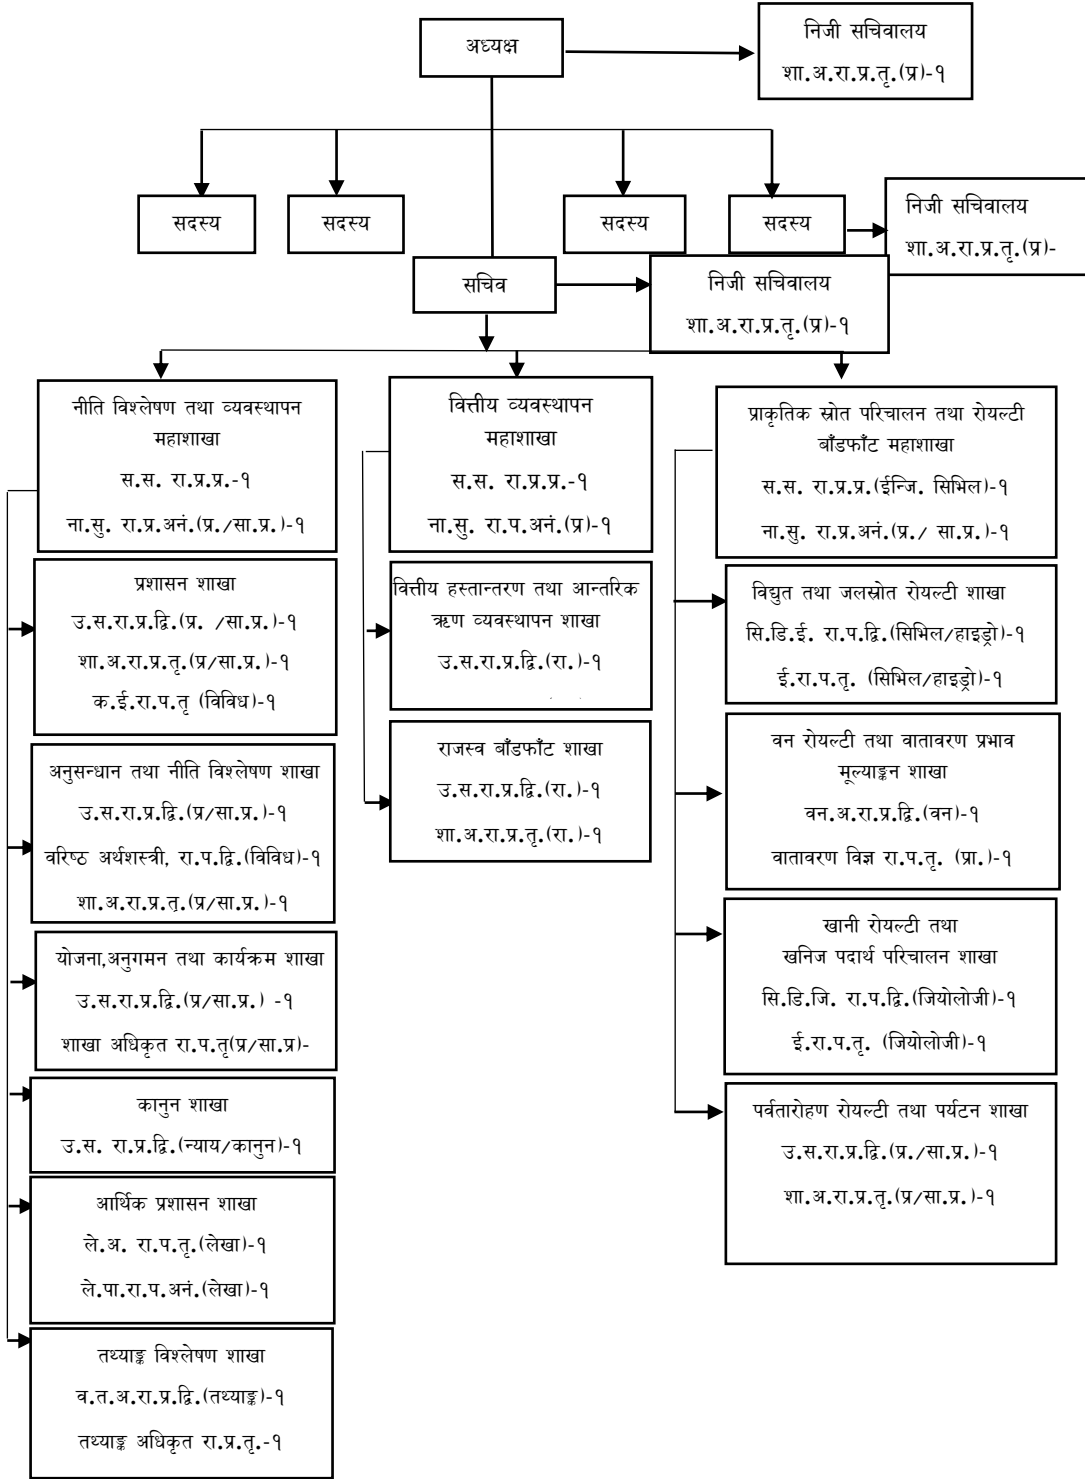 अध्यक्ष
निजी सचिवालय
शा.अ.रा.प्र.तृ.(प्र)-१
सदस्य
सदस्य
सदस्य
सदस्य
निजी सचिवालय
शा.अ.रा.प्र.तृ.(प्र)-
सचिव
निजी सचिवालय
शा.अ.रा.प्र.तृ.(प्र)-१
नीति विश्लेषण तथा व्यवस्थापन
महाशाखा
स.स. रा.प्र.प्र.-१
ना.सु. रा.प्र.अनं.(प्र./सा.प्र.)-१
प्रशासन शाखा
उ.स.रा.प्र.द्वि.(प्र. /सा.प्र.)-१
शा.अ.रा.प्र.तृ.(प्र/सा.प्र.)-१
क.ई.रा.प.तृ (विविध)-१
अनुसन्धान तथा नीति विश्लेषण शाखा
उ.स.रा.प्र.द्वि.(प्र/सा.प्र.)-१
वरिष्ठ अर्थशस्त्री, रा.प.द्वि.(विविध)-१
शा.अ.रा.प्र.तृ.(प्र/सा.प्र.)-१
योजना,अनुगमन तथा कार्यक्रम शाखा
उ.स.रा.प्र.द्वि.(प्र/सा.प्र.) -१
शाखा अधिकृत रा.प.तृ(प्र/सा.प्र)-
कानुन शाखा
उ.स. रा.प्र.द्वि.(न्याय/कानुन)-१
आर्थिक प्रशासन शाखा
ले.अ. रा.प.तृ.(लेखा)-१
ले.पा.रा.प.अनं.(लेखा)-१
तथ्याङ्क विश्लेषण शाखा
व.त.अ.रा.प्र.द्वि.(तथ्याङ्क)-१
तथ्याङ्क अधिकृत रा.प्र.तृ.-१
वित्तीय व्यवस्थापन
महाशाखा
स.स. रा.प्र.प्र.-१
ना.सु. रा.प.अनं.(प्र)-१
वित्तीय हस्तान्तरण तथा आन्तरिक
ऋण व्यवस्थापन शाखा
उ.स.रा.प्र.द्वि.(रा.)-१
राजस्व बाँडफाँट शाखा
उ.स.रा.प्र.द्वि.(रा.)-१
शा.अ.रा.प्र.तृ.(रा.)-१
प्राकृतिक स्रोत परिचालन तथा रोयल्टी
बाँडफाँट महाशाखा
स.स. रा.प्र.प्र.(ईन्जि. सिभिल)-१
ना.सु. रा.प्र.अनं.(प्र./ सा.प्र.)-१
विद्युत तथा जलस्रोत रोयल्टी शाखा
सि.डि.ई. रा.प.द्वि.(सिभिल/हाइड्रो)-१
ई.रा.प.तृ. (सिभिल/हाइड्रो)-१
वन रोयल्टी तथा वातावरण प्रभाव
मूल्याङ्कन शाखा
वन.अ.रा.प्र.द्वि.(वन)-१
वातावरण विज्ञ रा.प.तृ. (प्रा.)-१
खानी रोयल्टी तथा
खनिज पदार्थ परिचालन शाखा
सि.डि.जि. रा.प.द्वि.(जियोलोजी)-१
ई.रा.प.तृ. (जियोलोजी)-१
पर्वतारोहण रोयल्टी तथा पर्यटन शाखा
उ.स.रा.प्र.द्वि.(प्र./सा.प्र.)-१
शा.अ.रा.प्र.तृ.(प्र/सा.प्र.)-१